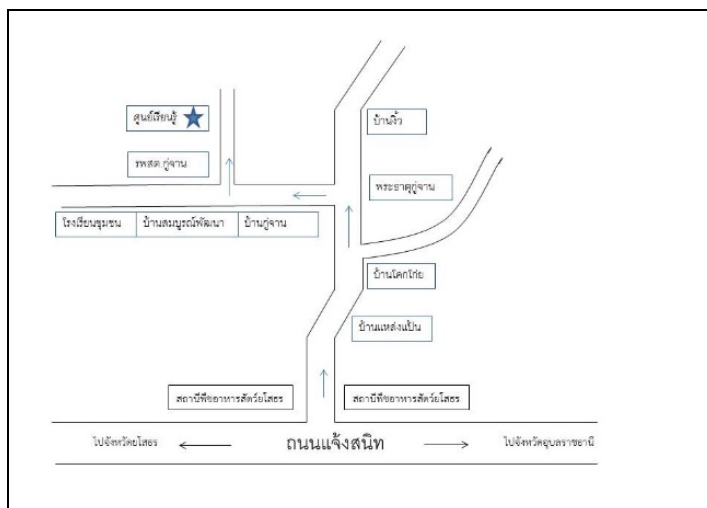 บ้านงิ้ว
ศูนย์เรียนรู้
รพสต.กู่จาน
พระธาตุกู่จาน
โรงเรียนชุมชน บ้านสมบูรณ์พัฒนา บ้านกู่จาน
บ้านโคกไก่ย
บ้านแหล่งแป้น
สถานีพืชอาหารสัตว์ยโสธร สถานีพืชอาหารสัตว์ยโสธร
ไปจังหวัดยโสธร ถนนแจ้งสนิท ไปจังหวัดอุบลราชธานี